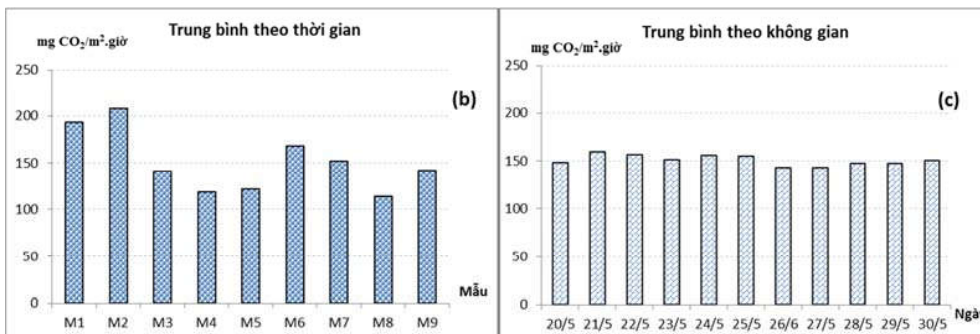 Trung bình theo thời gian
mg CO₂/m².giờ
250
(b)
200
150
100
50
0
Mẫu
M1 M2 M3 M4 M5 M6 M7 M8 M9
Trung bình theo không gian
mg CO₂/m².giờ
250
(c)
200
150
100
50
0
20/5 21/5 22/5 23/5 24/5 25/5 26/6 27/5 28/5 29/5 30/5